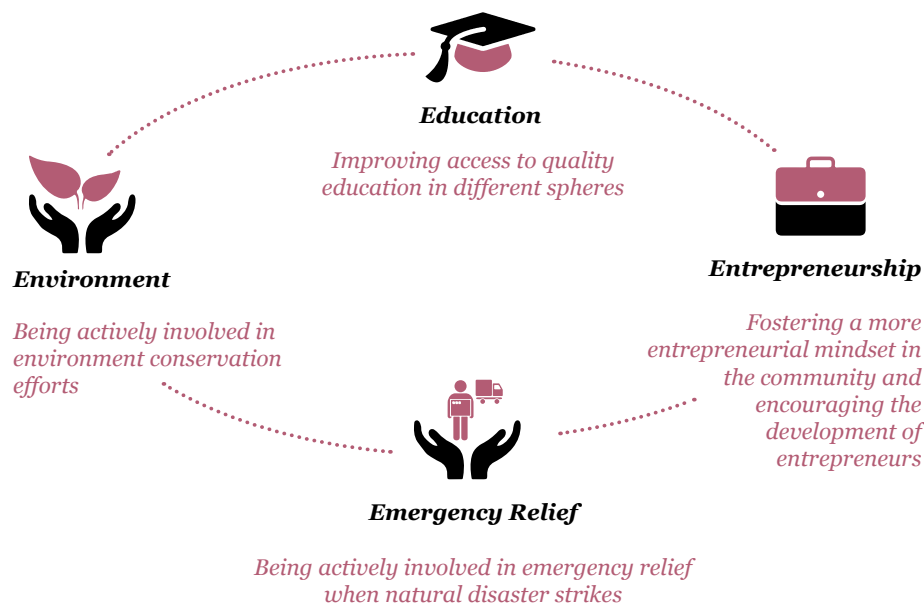 Education
Improving access to quality
education in different spheres
Environment
Being actively involved in
environment conservation
efforts
Entrepreneurship
Fostering a more
entrepreneurial mindset in
the community and
encouraging the
development of
entrepreneurs
Emergency Relief
Being actively involved in emergency relief
when natural disaster strikes